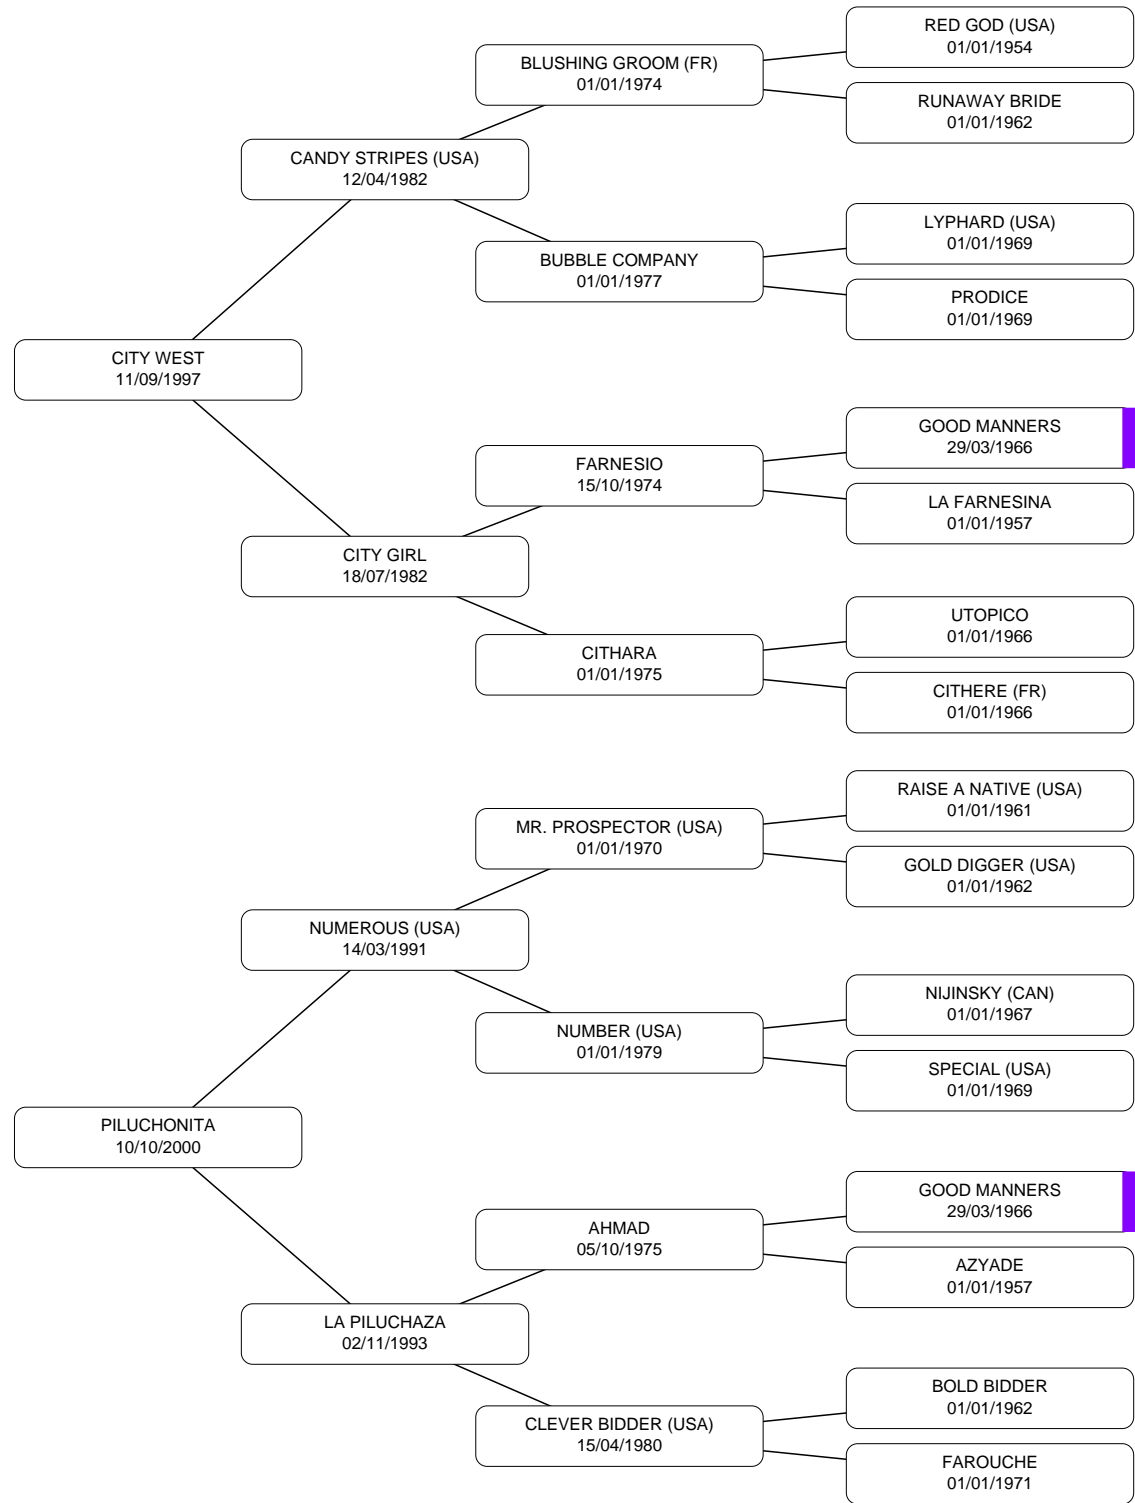 RED GOD (USA)
01/01/1954
BLUSHING GROOM (FR)
01/01/1974
RUNAWAY BRIDE
01/01/1962
CANDY STRIPES (USA)
12/04/1982
LYPHARD (USA)
01/01/1969
BUBBLE COMPANY
01/01/1977
PRODICE
01/01/1969
CITY WEST
11/09/1997
GOOD MANNERS
29/03/1966
FARNESIO
15/10/1974
LA FARNESINA
01/01/1957
CITY GIRL
18/07/1982
UTOPICO
01/01/1966
CITHARA
01/01/1975
CITHERE (FR)
01/01/1966
RAISE A NATIVE (USA)
01/01/1961
MR. PROSPECTOR (USA)
01/01/1970
GOLD DIGGER (USA)
01/01/1962
NUMEROUS (USA)
14/03/1991
NIJINSKY (CAN)
01/01/1967
NUMBER (USA)
01/01/1979
SPECIAL (USA)
01/01/1969
PILUCHONITA
10/10/2000
GOOD MANNERS
29/03/1966
AHMAD
05/10/1975
AZYADE
01/01/1957
LA PILUCHAZA
02/11/1993
BOLD BIDDER
01/01/1962
CLEVER BIDDER (USA)
15/04/1980
FAROUCHE
01/01/1971